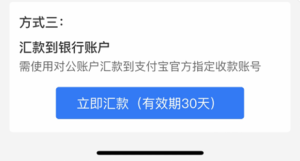 方式三：
汇款到银行账户
需使用对公账户汇款到支付宝官方指定收款账号
立即汇款（有效期30天）